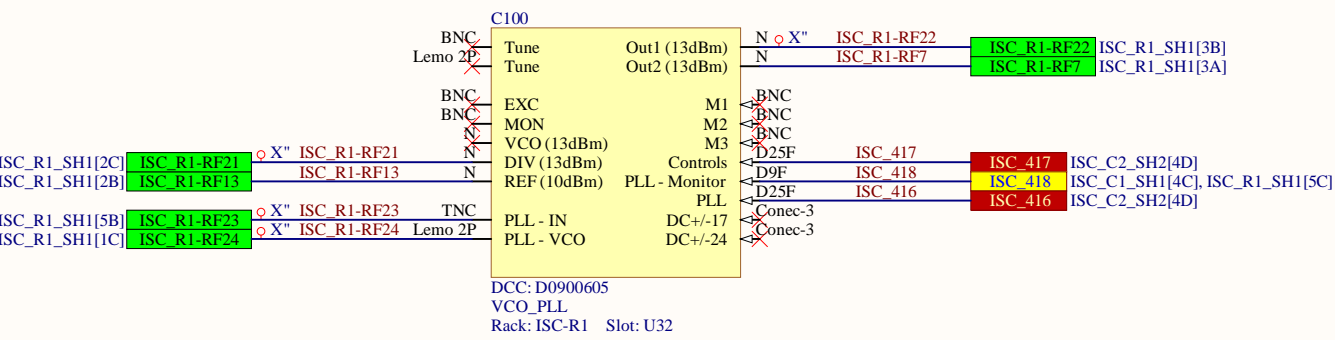 C100
BNC Tune Out1 (13dBm) N X" ISC_R1-RF22 ISC_R1-RF22 ISC_R1_SH1[3B]
Lemo 2P Tune Out2 (13dBm) N ISC_R1-RF7 ISC_R1-RF7 ISC_R1_SH1[3A]
BNC EXC M1 BNC
BNC MON M2 BNC
N VCO (13dBm) M3 BNC
ISC_R1_SH1[2C] ISC_R1-RF21 X" ISC_R1-RF21 N DIV (13dBm) Controls D25F ISC_417 ISC_417 ISC_C2_SH2[4D]
ISC_R1_SH1[2B] ISC_R1-RF13 ISC_R1-RF13 N REF (10dBm) PLL - Monitor D9F ISC_418 ISC_418 ISC_C1_SH1[4C], ISC_R1_SH1[5C]
PLL D25F ISC_416 ISC_416 ISC_C2_SH2[4D]
ISC_R1_SH1[5B] ISC_R1-RF23 X" ISC_R1-RF23 TNC PLL - IN DC+/-17 Conec-3
ISC_R1_SH1[1C] ISC_R1-RF24 X" ISC_R1-RF24 Lemo 2P PLL - VCO DC+/-24 Conec-3
DCC: D0900605
VCO_PLL
Rack: ISC-R1 Slot: U32